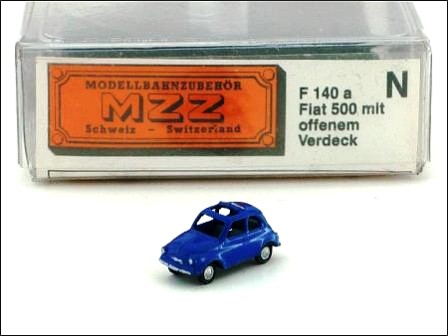 MODELLBAHNZUBEHÖR
MZZ
Schweiz - Switzerland
F 140 a
Fiat 500 mit
offenem
Verdeck
N